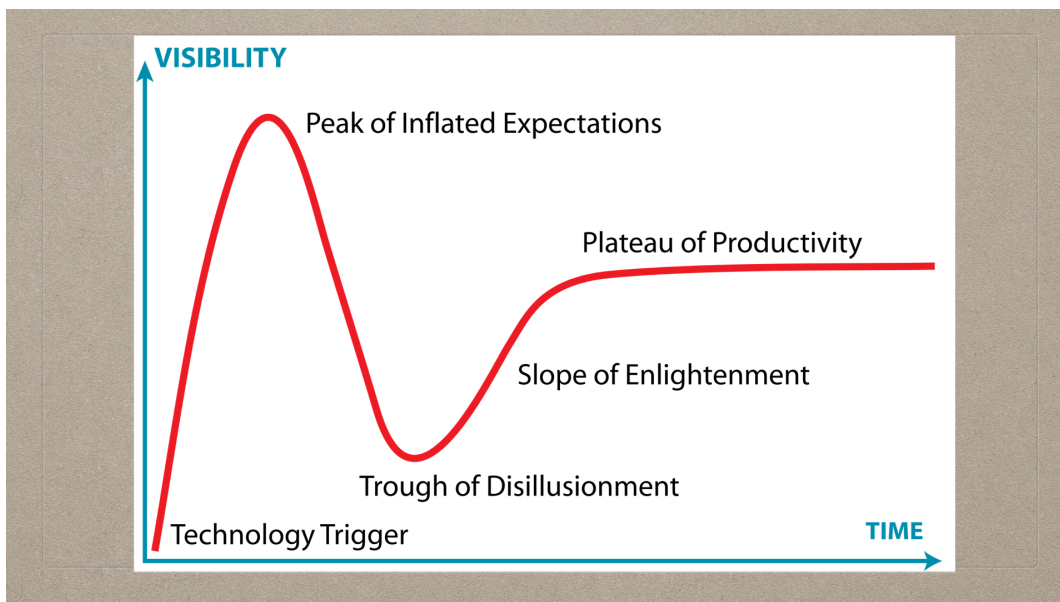 VISIBILITY
Peak of Inflated Expectations
Plateau of Productivity
Slope of Enlightenment
Trough of Disillusionment
Technology Trigger
TIME